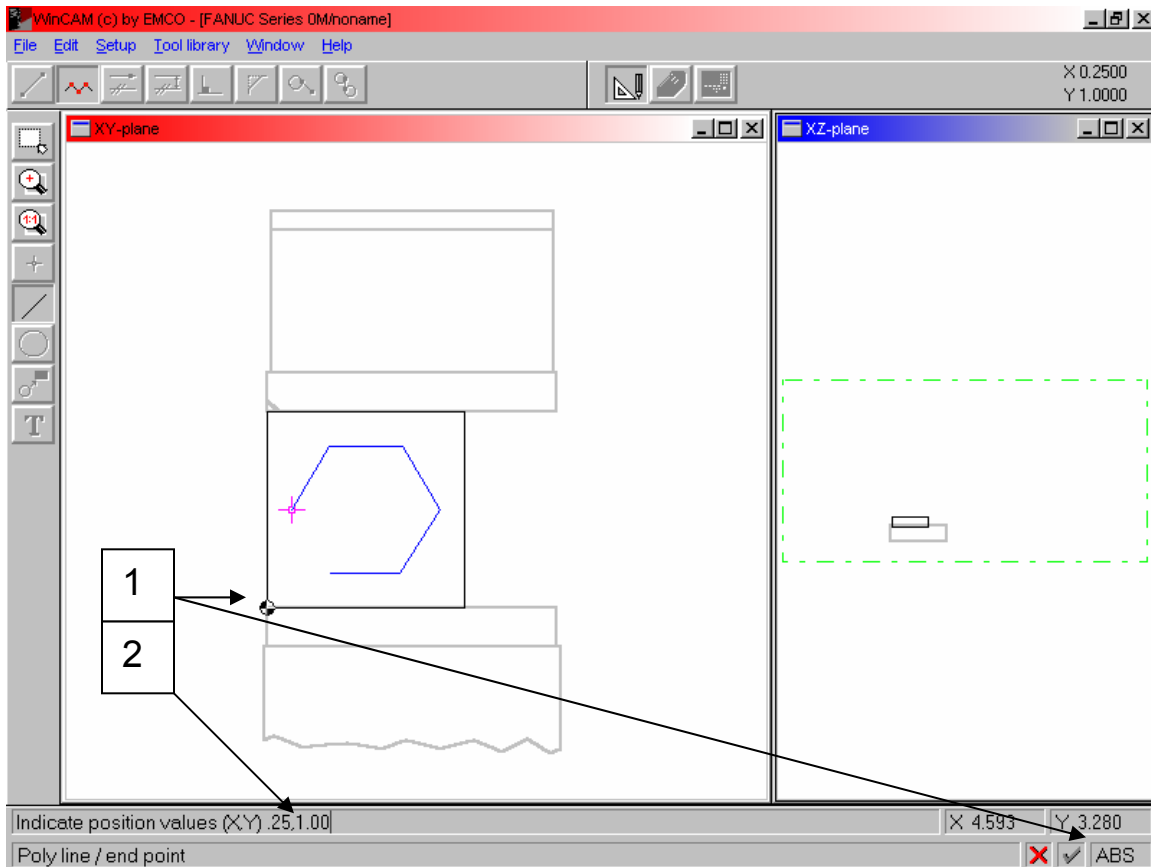 WinCAM (c) by EMCO - [FANUC Series 0M/noname]
File Edit Setup Tool library Window Help
X 0.2500
Y 1.0000
XY-plane
XZ-plane
1:1
T
1
2
Indicate position values (X,Y) .25,1.00
X 4.593
Y 3.280
Poly line / end point
ABS